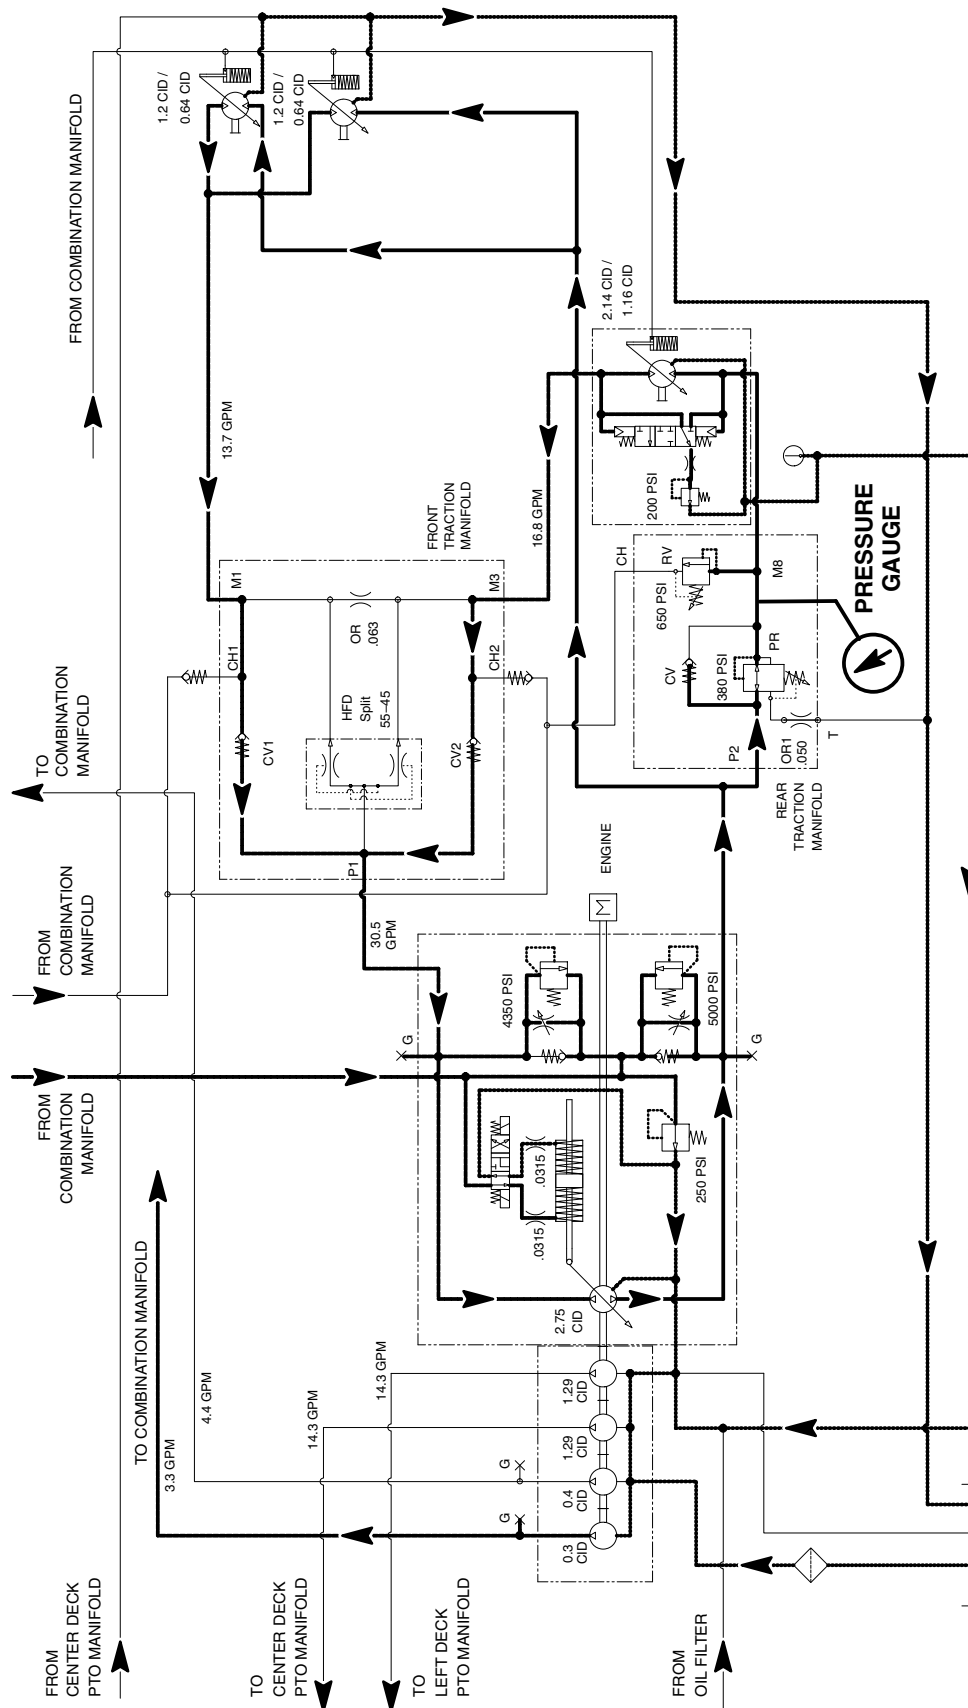 FROM COMBINATION MANIFOLD
1.2 CID /
0.64 CID
1.2 CID /
0.64 CID
2.14 CID /
1.16 CID
13.7 GPM
16.8 GPM
200 PSI
FRONT
TRACTION
MANIFOLD
M1
M3
OR
.063
CH
RV
650 PSI
M8
PRESSURE
GAUGE
CH1
CH2
HFD
Split
55-45
CV
380 PSI
PR
CV1
CV2
P2
OR1
.050
T
REAR
TRACTION
MANIFOLD
TO
COMBINATION
MANIFOLD
P1
ENGINE
M
FROM
COMBINATION
MANIFOLD
30.5
GPM
4350 PSI
5000 PSI
G
G
FROM
COMBINATION
MANIFOLD
.0315
.0315
250 PSI
TO COMBINATION MANIFOLD
2.75
CID
3.3 GPM
4.4 GPM
14.3 GPM
14.3 GPM
1.29
CID
1.29
CID
0.4
CID
0.3
CID
G
G
FROM
CENTER DECK
PTO MANIFOLD
TO
CENTER DECK
PTO MANIFOLD
TO
LEFT DECK
PTO MANIFOLD
FROM
OIL FILTER